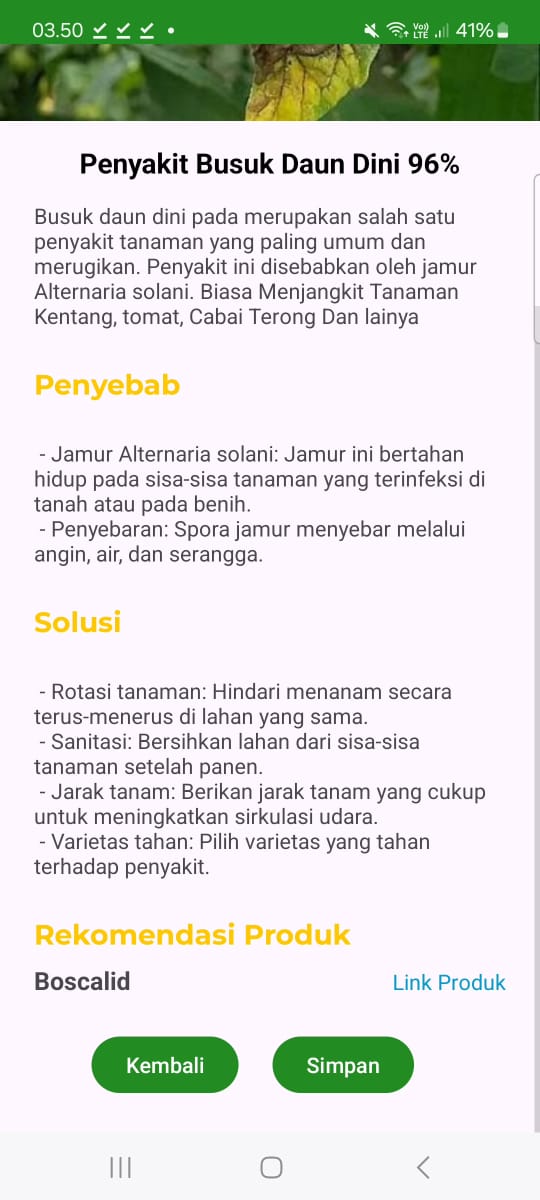 03.50
Vo))
LTE
41%
Penyakit Busuk Daun Dini 96%
Busuk daun dini pada merupakan salah satu
penyakit tanaman yang paling umum dan
merugikan. Penyakit ini disebabkan oleh jamur
Alternaria solani. Biasa Menjangkit Tanaman
Kentang, tomat, Cabai Terong Dan lainya
Penyebab
- Jamur Alternaria solani: Jamur ini bertahan
hidup pada sisa-sisa tanaman yang terinfeksi di
tanah atau pada benih.
- Penyebaran: Spora jamur menyebar melalui
angin, air, dan serangga.
Solusi
- Rotasi tanaman: Hindari menanam secara
terus-menerus di lahan yang sama.
- Sanitasi: Bersihkan lahan dari sisa-sisa
tanaman setelah panen.
- Jarak tanam: Berikan jarak tanam yang cukup
untuk meningkatkan sirkulasi udara.
- Varietas tahan: Pilih varietas yang tahan
terhadap penyakit.
Rekomendasi Produk
Boscalid Link Produk
Kembali Simpan